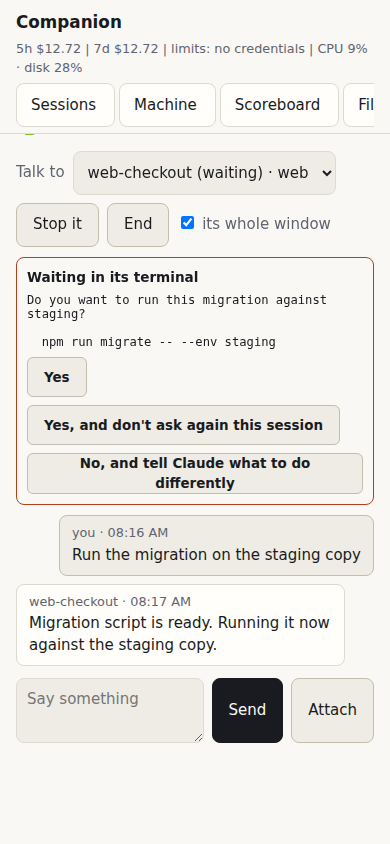 Companion
5h $12.72 | 7d $12.72 | limits: no credentials | CPU 9%
· disk 28%
Sessions
Machine
Scoreboard
Fil
Talk to
web-checkout (waiting) · web
Stop it
End
its whole window
Waiting in its terminal
Do you want to run this migration against
staging?
npm run migrate -- --env staging
Yes
Yes, and don't ask again this session
No, and tell Claude what to do
differently
you · 08:16 AM
Run the migration on the staging copy
web-checkout · 08:17 AM
Migration script is ready. Running it now
against the staging copy.
Say something
Send
Attach